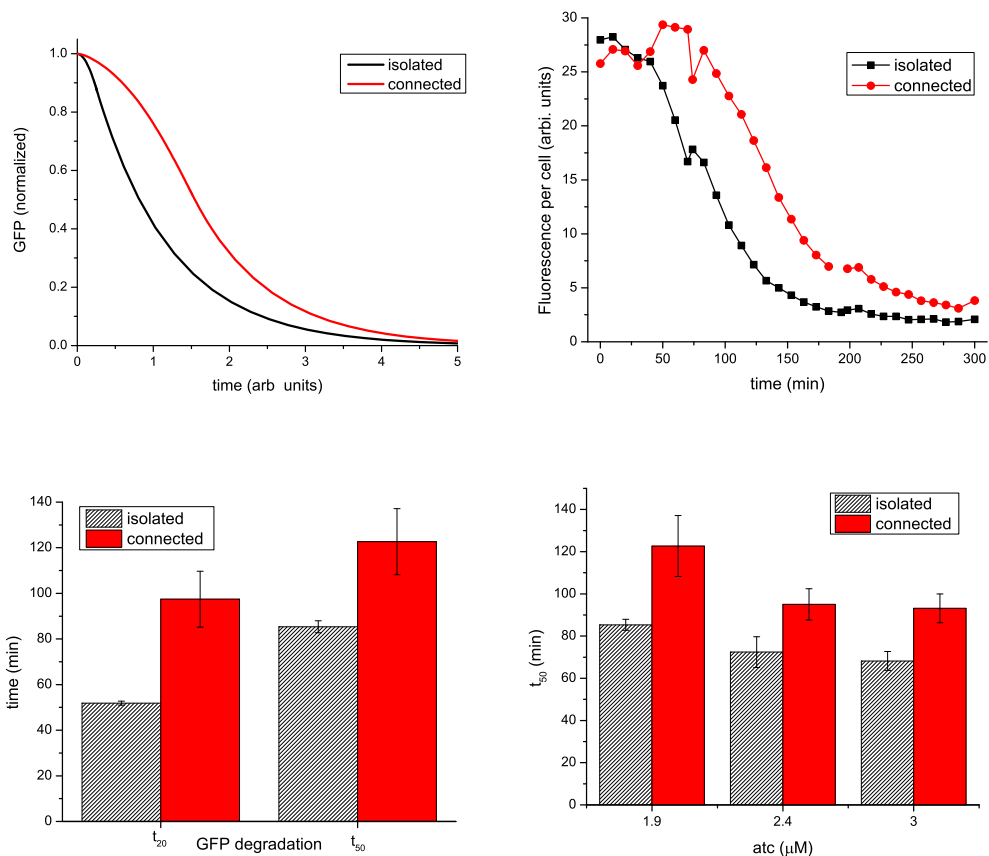 isolated
connected
GFP (normalized)
1.0
0.8
0.6
0.4
0.2
0.0
0 1 2 3 4 5
time (arb units)
isolated
connected
Fluorescence per cell (arbi. units)
30
25
20
15
10
5
0
0 50 100 150 200 250 300
time (min)
isolated
connected
time (min)
140
120
100
80
60
40
20
0
t20 GFP degradation t50
isolated
connected
t50 (min)
140
120
100
80
60
40
20
0
1.9 2.4 3
atc (μM)